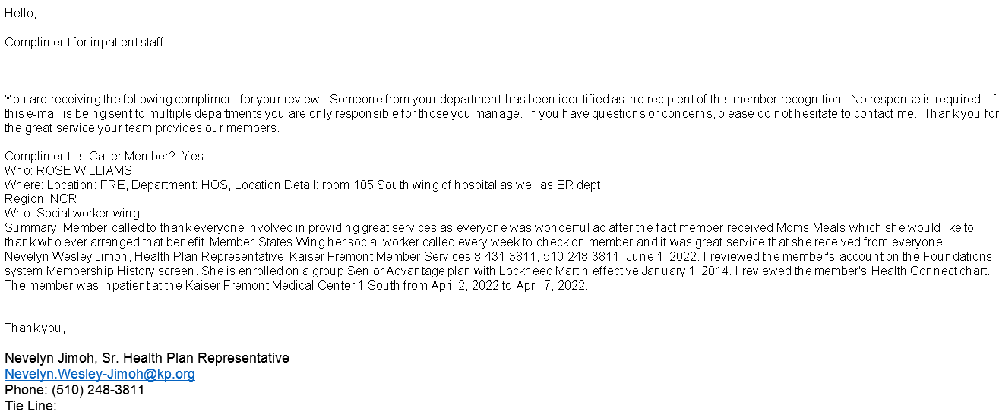 Hello,
Compliment for inpatient staff.
You are receiving the following compliment for your review.  Someone from your department has been identified as the recipient of this member recognition.  No response is required.  If
this e-mail is being sent to multiple departments you are only responsible for those you manage.  If you have questions or concerns, please do not hesitate to contact me.  Thank you for
the great service your team provides our members.
Compliment: Is Caller Member?: Yes
Who: ROSE WILLIAMS
Where: Location: FRE, Department: HOS, Location Detail: room 105 South wing of hospital as well as ER dept.
Region: NCR
Who: Social worker wing
Summary: Member called to thank everyone involved in providing great services as everyone was wonderful ad after the fact member received Moms Meals which she would like to
thank who ever arranged that benefit. Member States Wing her social worker called every week to check on member and it was great service that she received from everyone.
Nevelyn Wesley Jimoh, Health Plan Representative, Kaiser Fremont Member Services 8-431-3811, 510-248-3811, June 1, 2022. I reviewed the member's account on the Foundations
system Membership History screen. She is enrolled on a group Senior Advantage plan with Lockheed Martin effective January 1, 2014. I reviewed the member's Health Connect chart.
The member was inpatient at the Kaiser Fremont Medical Center 1 South from April 2, 2022 to April 7, 2022.
Thank you,
Nevelyn Jimoh, Sr. Health Plan Representative
Nevelyn.Wesley-Jimoh@kp.org
Phone: (510) 248-3811
Tie Line: